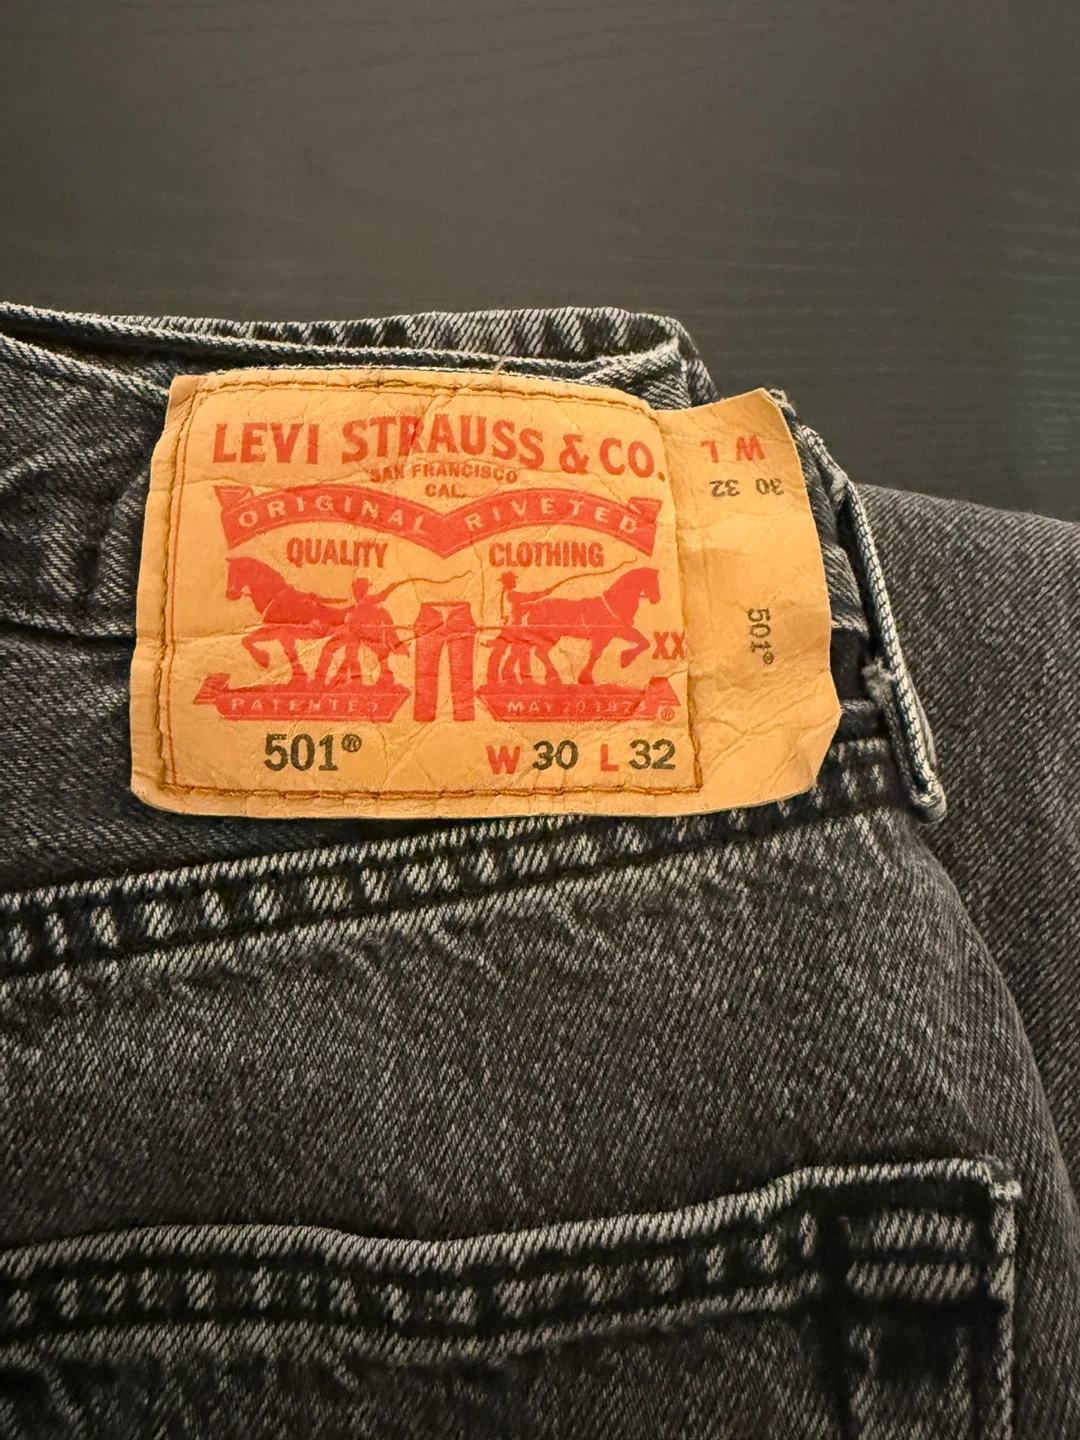 LEVI STRAUSS & CO.
SAN FRANCISCO
CAL.
ORIGINAL RIVETED
QUALITY CLOTHING
XX
PATENTED MAY 20 1873 ®
501® W 30 L 32
W L
30 32
501®